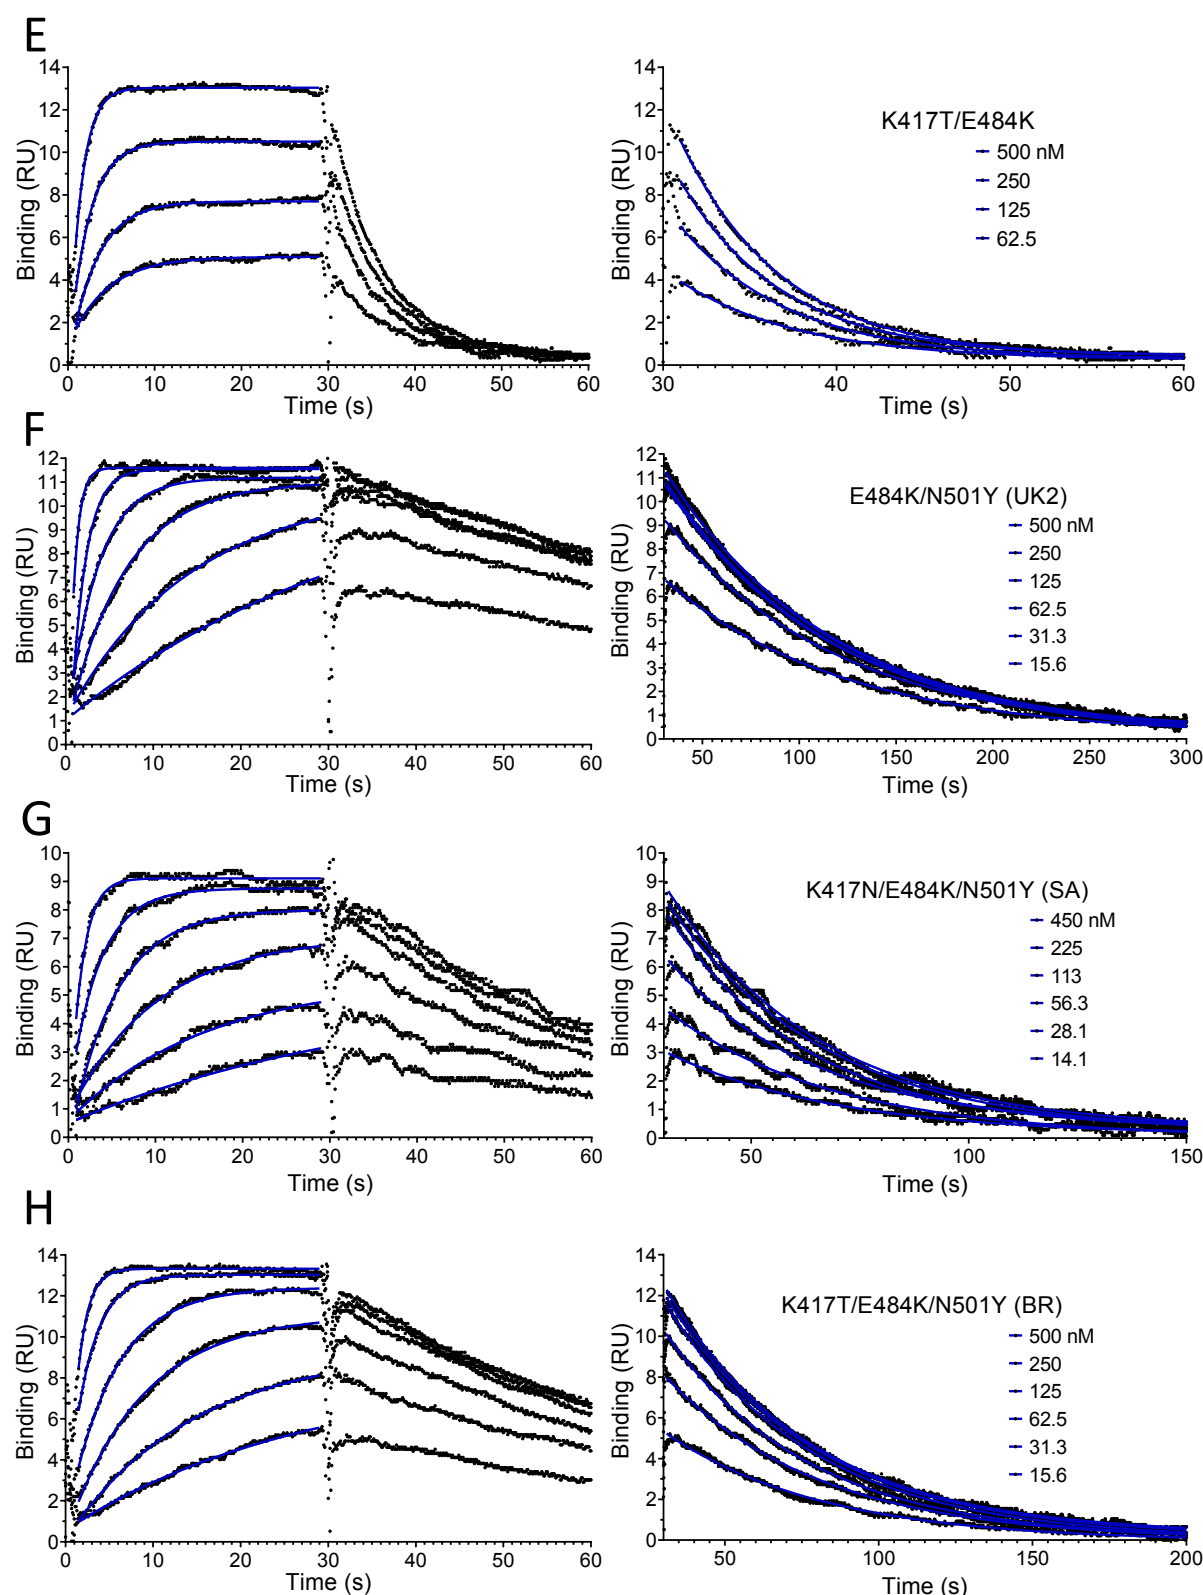 E
14
12
10
8
6
4
2
0
Binding (RU)
0 10 20 30 40 50 60
Time (s)
14
12
10
8
6
4
2
0
Binding (RU)
30 40 50 60
Time (s)
K417T/E484K
500 nM
250
125
62.5
F
12
11
10
9
8
7
6
5
4
3
2
1
0
Binding (RU)
0 10 20 30 40 50 60
Time (s)
12
11
10
9
8
7
6
5
4
3
2
1
0
Binding (RU)
50 100 150 200 250 300
Time (s)
E484K/N501Y (UK2)
500 nM
250
125
62.5
31.3
15.6
G
10
9
8
7
6
5
4
3
2
1
0
Binding (RU)
0 10 20 30 40 50 60
Time (s)
10
9
8
7
6
5
4
3
2
1
0
Binding (RU)
50 100 150
Time (s)
K417N/E484K/N501Y (SA)
450 nM
225
113
56.3
28.1
14.1
H
14
12
10
8
6
4
2
0
Binding (RU)
0 10 20 30 40 50 60
Time (s)
14
12
10
8
6
4
2
0
Binding (RU)
50 100 150 200
Time (s)
K417T/E484K/N501Y (BR)
500 nM
250
125
62.5
31.3
15.6